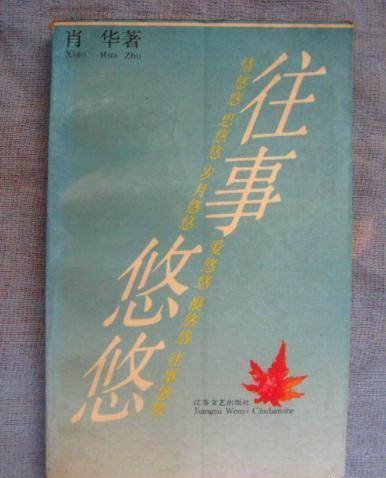 肖 华著
Xiao Hua Zhu
往事悠悠
情悠悠 思悠悠 岁月悠悠 爱悠悠 恨悠悠 往事悠悠
江苏文艺出版社
Jiangsu Wenyi Chubanshe